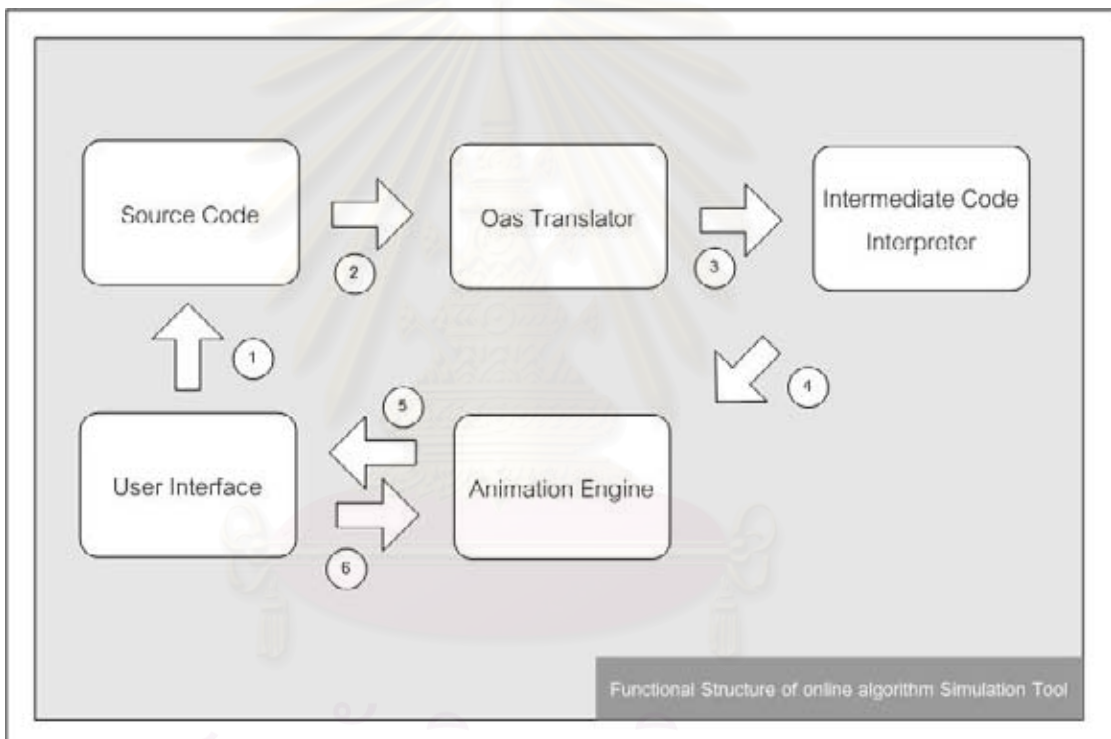 Source Code
2
Oas Translator
3
Intermediate Code
Interpreter
1
4
5
User Interface
Animation Engine
6
Functional Structure of online algorithm Simulation Tool